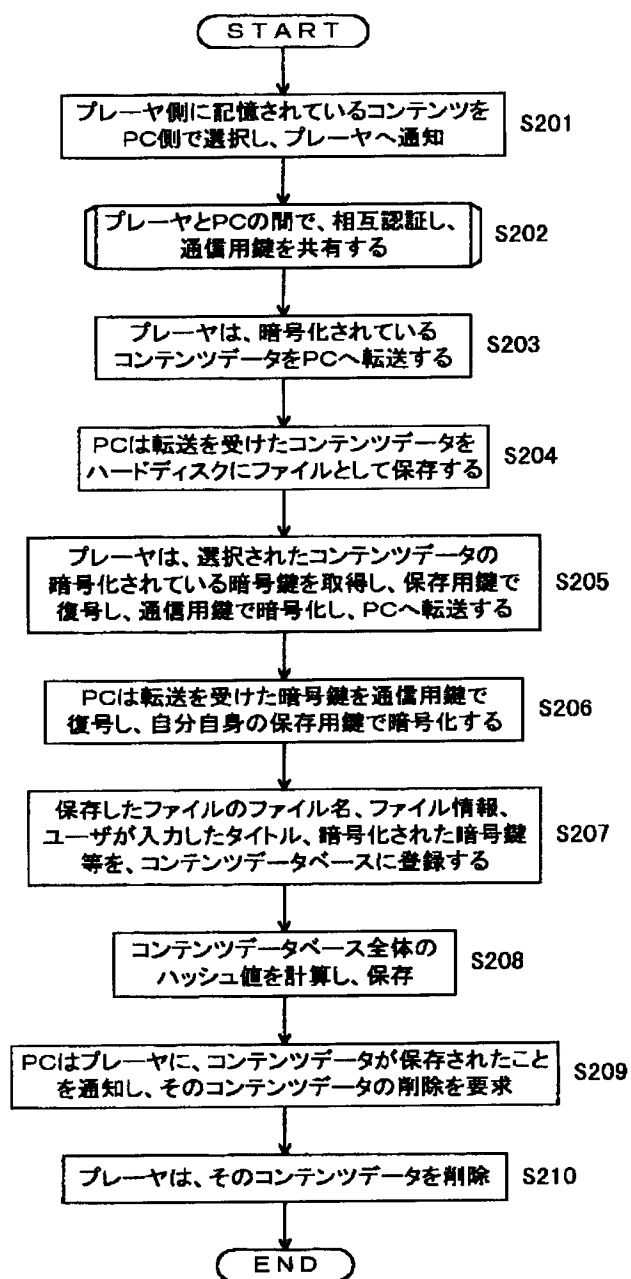 START
プレーヤ側に記憶されているコンテンツを
PC側で選択し、プレーヤへ通知
S201
プレーヤとPCの間で、相互認証し、
通信用鍵を共有する
S202
プレーヤは、暗号化されている
コンテンツデータをPCへ転送する
S203
PCは転送を受けたコンテンツデータを
ハードディスクにファイルとして保存する
S204
プレーヤは、選択されたコンテンツデータの
暗号化されている暗号鍵を取得し、保存用鍵で
復号し、通信用鍵で暗号化し、PCへ転送する
S205
PCは転送を受けた暗号鍵を通信用鍵で
復号し、自分自身の保存用鍵で暗号化する
S206
保存したファイルのファイル名、ファイル情報、
ユーザが入力したタイトル、暗号化された暗号鍵
等を、コンテンツデータベースに登録する
S207
コンテンツデータベース全体の
ハッシュ値を計算し、保存
S208
PCはプレーヤに、コンテンツデータが保存されたこと
を通知し、そのコンテンツデータの削除を要求
S209
プレーヤは、そのコンテンツデータを削除
S210
END